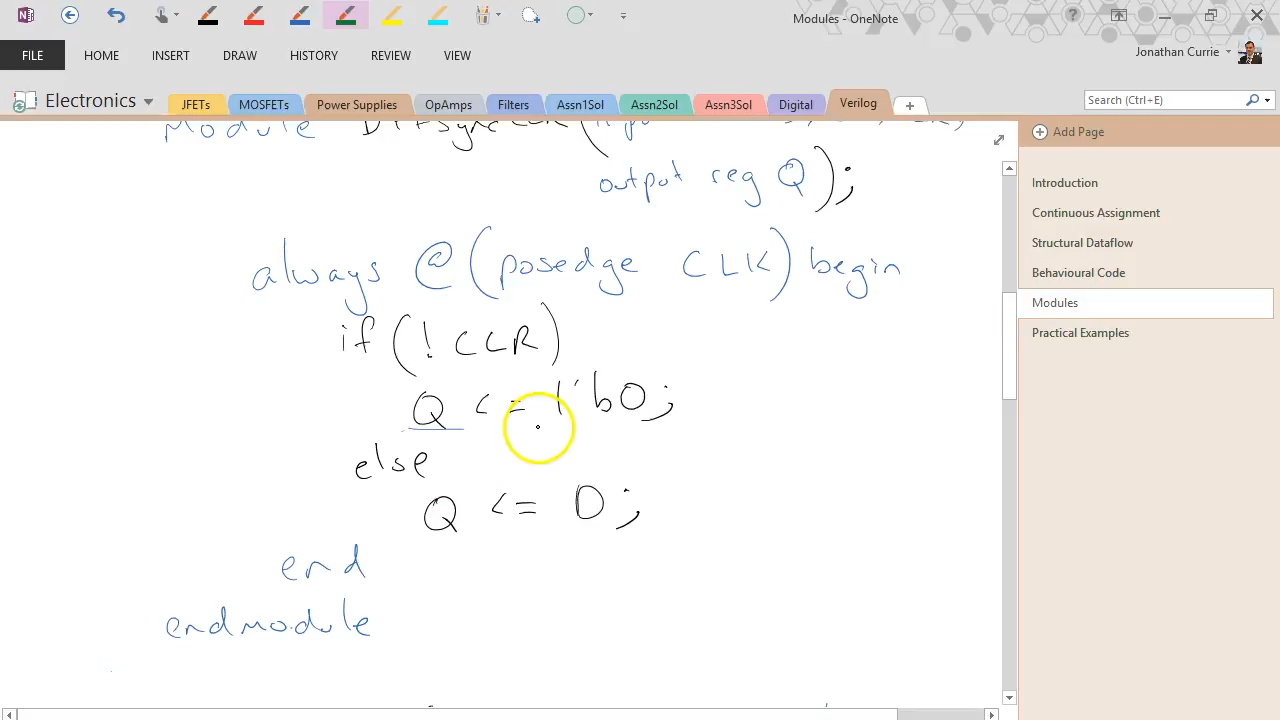 Modules - OneNote
?
FILE HOME INSERT DRAW HISTORY REVIEW VIEW
Jonathan Currie
Electronics
JFETs MOSFETs Power Supplies OpAmps Filters Assn1Sol Assn2Sol Assn3Sol Digital Verilog +
Search (Ctrl+E)
Add Page
Introduction
Continuous Assignment
Structural Dataflow
Behavioural Code
Modules
Practical Examples
module
output reg Q);
always @ (posedge CLK) begin
if (! CLR)
Q <= 1'b0;
else
Q <= D;
end
endmodule